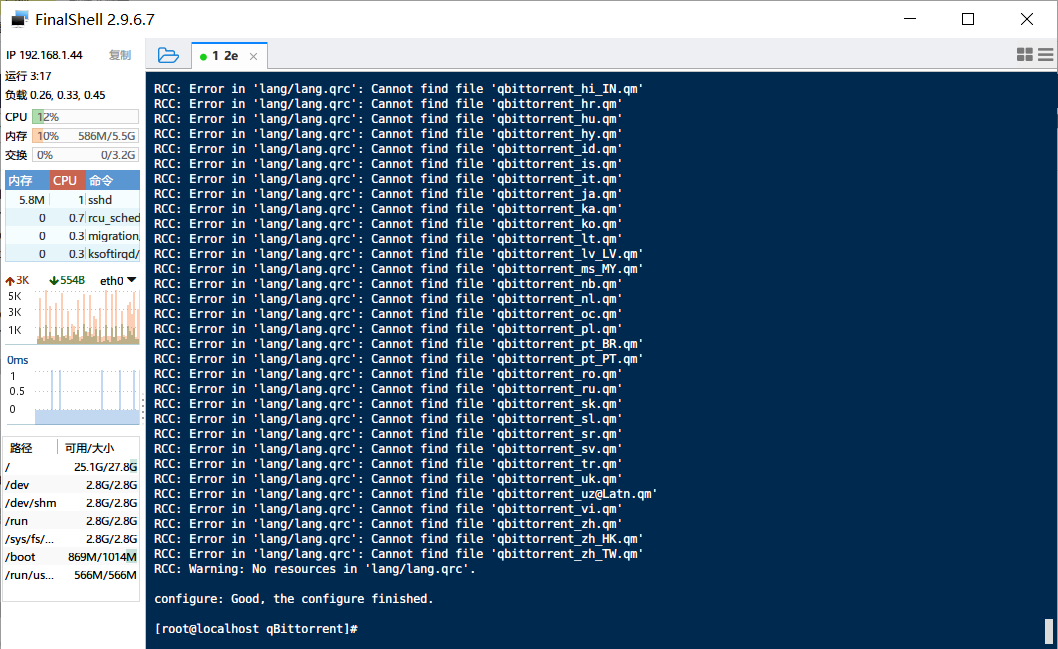 FinalShell 2.9.6.7
IP 192.168.1.44 复制
运行 3:17
负载 0.26, 0.33, 0.45
CPU 12%
内存 10% 586M/5.5G
交换 0% 0/3.2G
内存 CPU 命令
5.8M 1 sshd
0 0.7 rcu_sched
0 0.3 migration
0 0.3 ksoftirqd/
3K 554B eth0
5K
3K
1K
0ms
1
0.5
0
路径 可用/大小
/ 25.1G/27.8G
/dev 2.8G/2.8G
/dev/shm 2.8G/2.8G
/run 2.8G/2.8G
/sys/fs/... 2.8G/2.8G
/boot 869M/1014M
/run/us... 566M/566M
1 2e
RCC: Error in 'lang/lang.qrc': Cannot find file 'qbittorrent_hi_IN.qm'
RCC: Error in 'lang/lang.qrc': Cannot find file 'qbittorrent_hr.qm'
RCC: Error in 'lang/lang.qrc': Cannot find file 'qbittorrent_hu.qm'
RCC: Error in 'lang/lang.qrc': Cannot find file 'qbittorrent_hy.qm'
RCC: Error in 'lang/lang.qrc': Cannot find file 'qbittorrent_id.qm'
RCC: Error in 'lang/lang.qrc': Cannot find file 'qbittorrent_is.qm'
RCC: Error in 'lang/lang.qrc': Cannot find file 'qbittorrent_it.qm'
RCC: Error in 'lang/lang.qrc': Cannot find file 'qbittorrent_ja.qm'
RCC: Error in 'lang/lang.qrc': Cannot find file 'qbittorrent_ka.qm'
RCC: Error in 'lang/lang.qrc': Cannot find file 'qbittorrent_ko.qm'
RCC: Error in 'lang/lang.qrc': Cannot find file 'qbittorrent_lt.qm'
RCC: Error in 'lang/lang.qrc': Cannot find file 'qbittorrent_lv_LV.qm'
RCC: Error in 'lang/lang.qrc': Cannot find file 'qbittorrent_ms_MY.qm'
RCC: Error in 'lang/lang.qrc': Cannot find file 'qbittorrent_nb.qm'
RCC: Error in 'lang/lang.qrc': Cannot find file 'qbittorrent_nl.qm'
RCC: Error in 'lang/lang.qrc': Cannot find file 'qbittorrent_oc.qm'
RCC: Error in 'lang/lang.qrc': Cannot find file 'qbittorrent_pl.qm'
RCC: Error in 'lang/lang.qrc': Cannot find file 'qbittorrent_pt_BR.qm'
RCC: Error in 'lang/lang.qrc': Cannot find file 'qbittorrent_pt_PT.qm'
RCC: Error in 'lang/lang.qrc': Cannot find file 'qbittorrent_ro.qm'
RCC: Error in 'lang/lang.qrc': Cannot find file 'qbittorrent_ru.qm'
RCC: Error in 'lang/lang.qrc': Cannot find file 'qbittorrent_sk.qm'
RCC: Error in 'lang/lang.qrc': Cannot find file 'qbittorrent_sl.qm'
RCC: Error in 'lang/lang.qrc': Cannot find file 'qbittorrent_sr.qm'
RCC: Error in 'lang/lang.qrc': Cannot find file 'qbittorrent_sv.qm'
RCC: Error in 'lang/lang.qrc': Cannot find file 'qbittorrent_tr.qm'
RCC: Error in 'lang/lang.qrc': Cannot find file 'qbittorrent_uk.qm'
RCC: Error in 'lang/lang.qrc': Cannot find file 'qbittorrent_uz@Latn.qm'
RCC: Error in 'lang/lang.qrc': Cannot find file 'qbittorrent_vi.qm'
RCC: Error in 'lang/lang.qrc': Cannot find file 'qbittorrent_zh.qm'
RCC: Error in 'lang/lang.qrc': Cannot find file 'qbittorrent_zh_HK.qm'
RCC: Error in 'lang/lang.qrc': Cannot find file 'qbittorrent_zh_TW.qm'
RCC: Warning: No resources in 'lang/lang.qrc'.
configure: Good, the configure finished.
[root@localhost qBittorrent]#